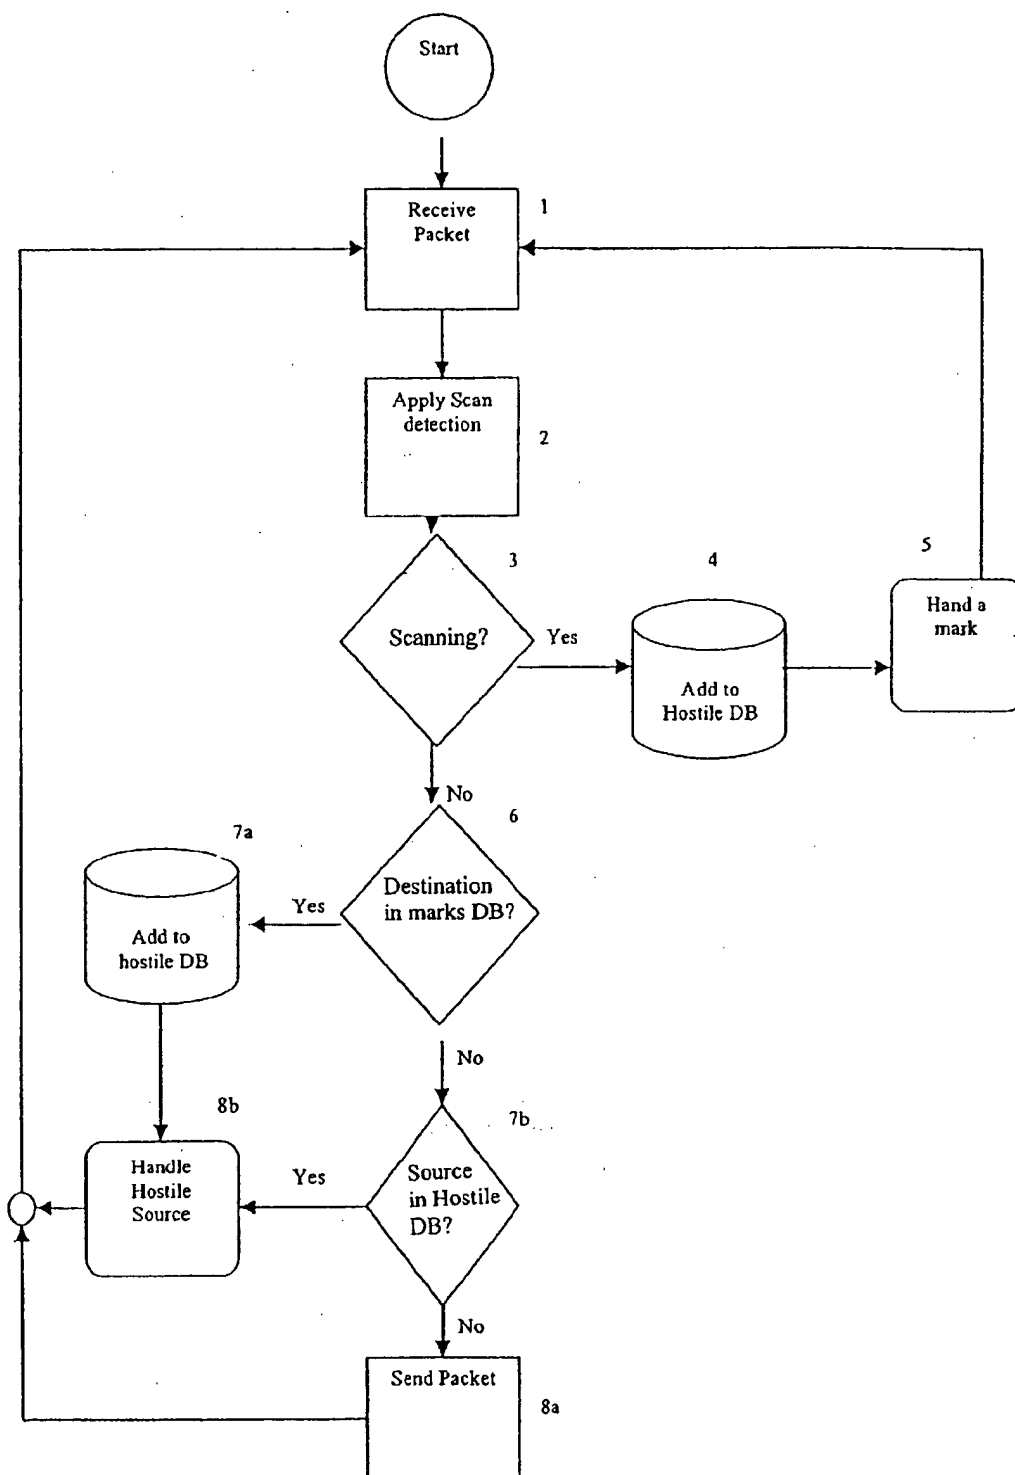 Start
Receive
Packet
1
Apply Scan
detection
2
3
Scanning?
Yes
4
Add to
Hostile DB
5
Hand a
mark
No
6
Destination
in marks DB?
Yes
7a
Add to
hostile DB
No
7b
8b
Handle
Hostile
Source
Yes
Source
in Hostile
DB?
No
Send Packet
8a